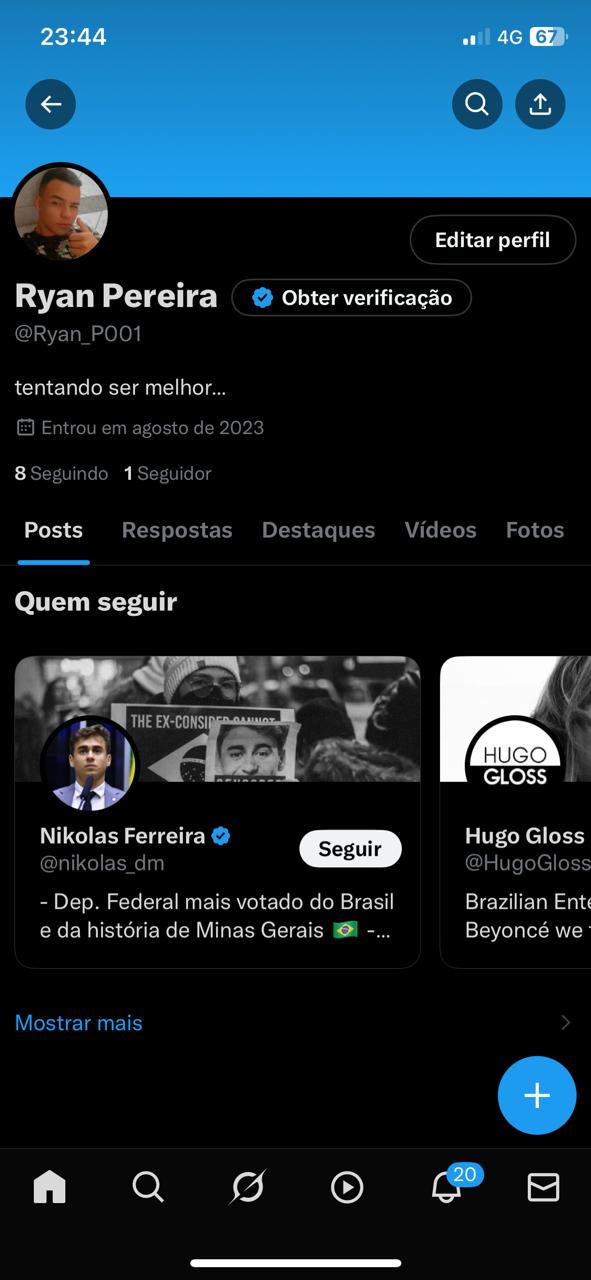 23:44
4G 67
Editar perfil
Ryan Pereira
Obter verificação
@Ryan_P001
tentando ser melhor...
Entrou em agosto de 2023
8 Seguindo 1 Seguidor
Posts Respostas Destaques Vídeos Fotos
Quem seguir
THE EX-CONSIDER CANNOT
HUGO
GLOSS
Nikolas Ferreira
@nikolas_dm
Seguir
- Dep. Federal mais votado do Brasil
e da história de Minas Gerais 🇧🇷 -...
Hugo Gloss
@HugoGloss
Brazilian Ente
Beyoncé we
Mostrar mais
20